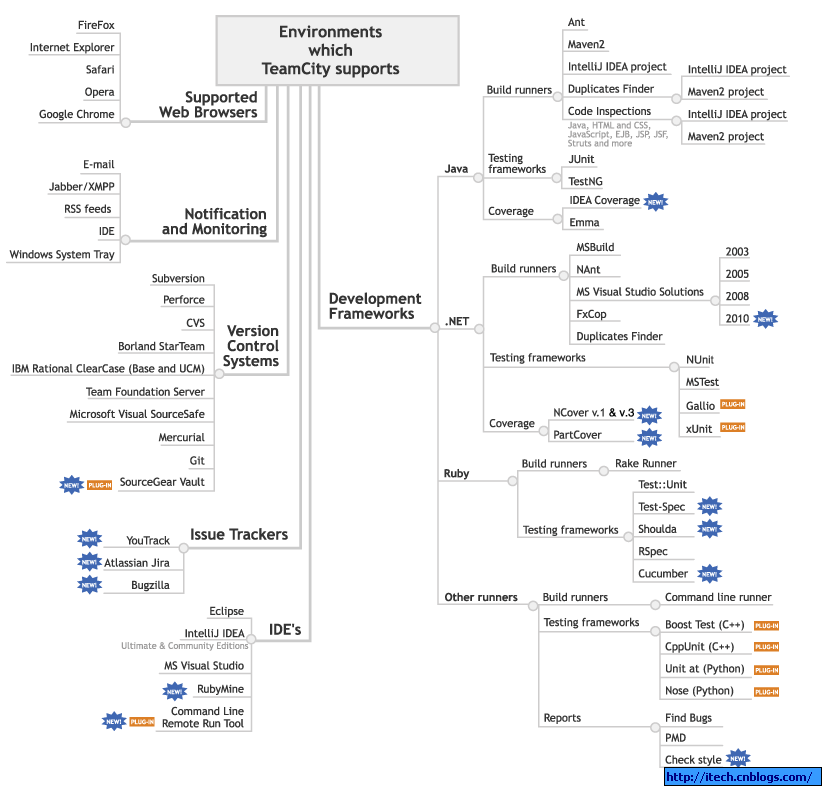 Environments
which
TeamCity supports
Supported
Web Browsers
FireFox
Internet Explorer
Safari
Opera
Google Chrome
Notification
and Monitoring
E-mail
Jabber/XMPP
RSS feeds
IDE
Windows System Tray
Version
Control
Systems
Subversion
Perforce
CVS
Borland StarTeam
IBM Rational ClearCase (Base and UCM)
Team Foundation Server
Microsoft Visual SourceSafe
Mercurial
Git
NEW! PLUG-IN SourceGear Vault
Issue Trackers
NEW! YouTrack
NEW! Atlassian Jira
NEW! Bugzilla
IDE's
Eclipse
IntelliJ IDEA
Ultimate & Community Editions
MS Visual Studio
NEW! RubyMine
Command Line
NEW! PLUG-IN Remote Run Tool
Development
Frameworks
Java
Build runners
Ant
Maven2
IntelliJ IDEA project
Duplicates Finder
IntelliJ IDEA project
Maven2 project
Code Inspections
Java, HTML and CSS,
JavaScript, EJB, JSP, JSF,
Struts and more
IntelliJ IDEA project
Maven2 project
Testing
frameworks
JUnit
TestNG
Coverage
IDEA Coverage NEW!
Emma
.NET
Build runners
MSBuild
NAnt
MS Visual Studio Solutions
2003
2005
2008
2010 NEW!
FxCop
Duplicates Finder
Testing frameworks
NUnit
MSTest
Gallio PLUG-IN
xUnit PLUG-IN
Coverage
NCover v.1 & v.3 NEW!
PartCover NEW!
Ruby
Build runners
Rake Runner
Testing frameworks
Test::Unit
Test-Spec NEW!
Shoulda NEW!
RSpec
Cucumber NEW!
Other runners
Build runners
Command line runner
Testing frameworks
Boost Test (C++) PLUG-IN
CppUnit (C++) PLUG-IN
Unit at (Python) PLUG-IN
Nose (Python) PLUG-IN
Reports
Find Bugs
PMD
Check style NEW!
http://itech.cnblogs.com/